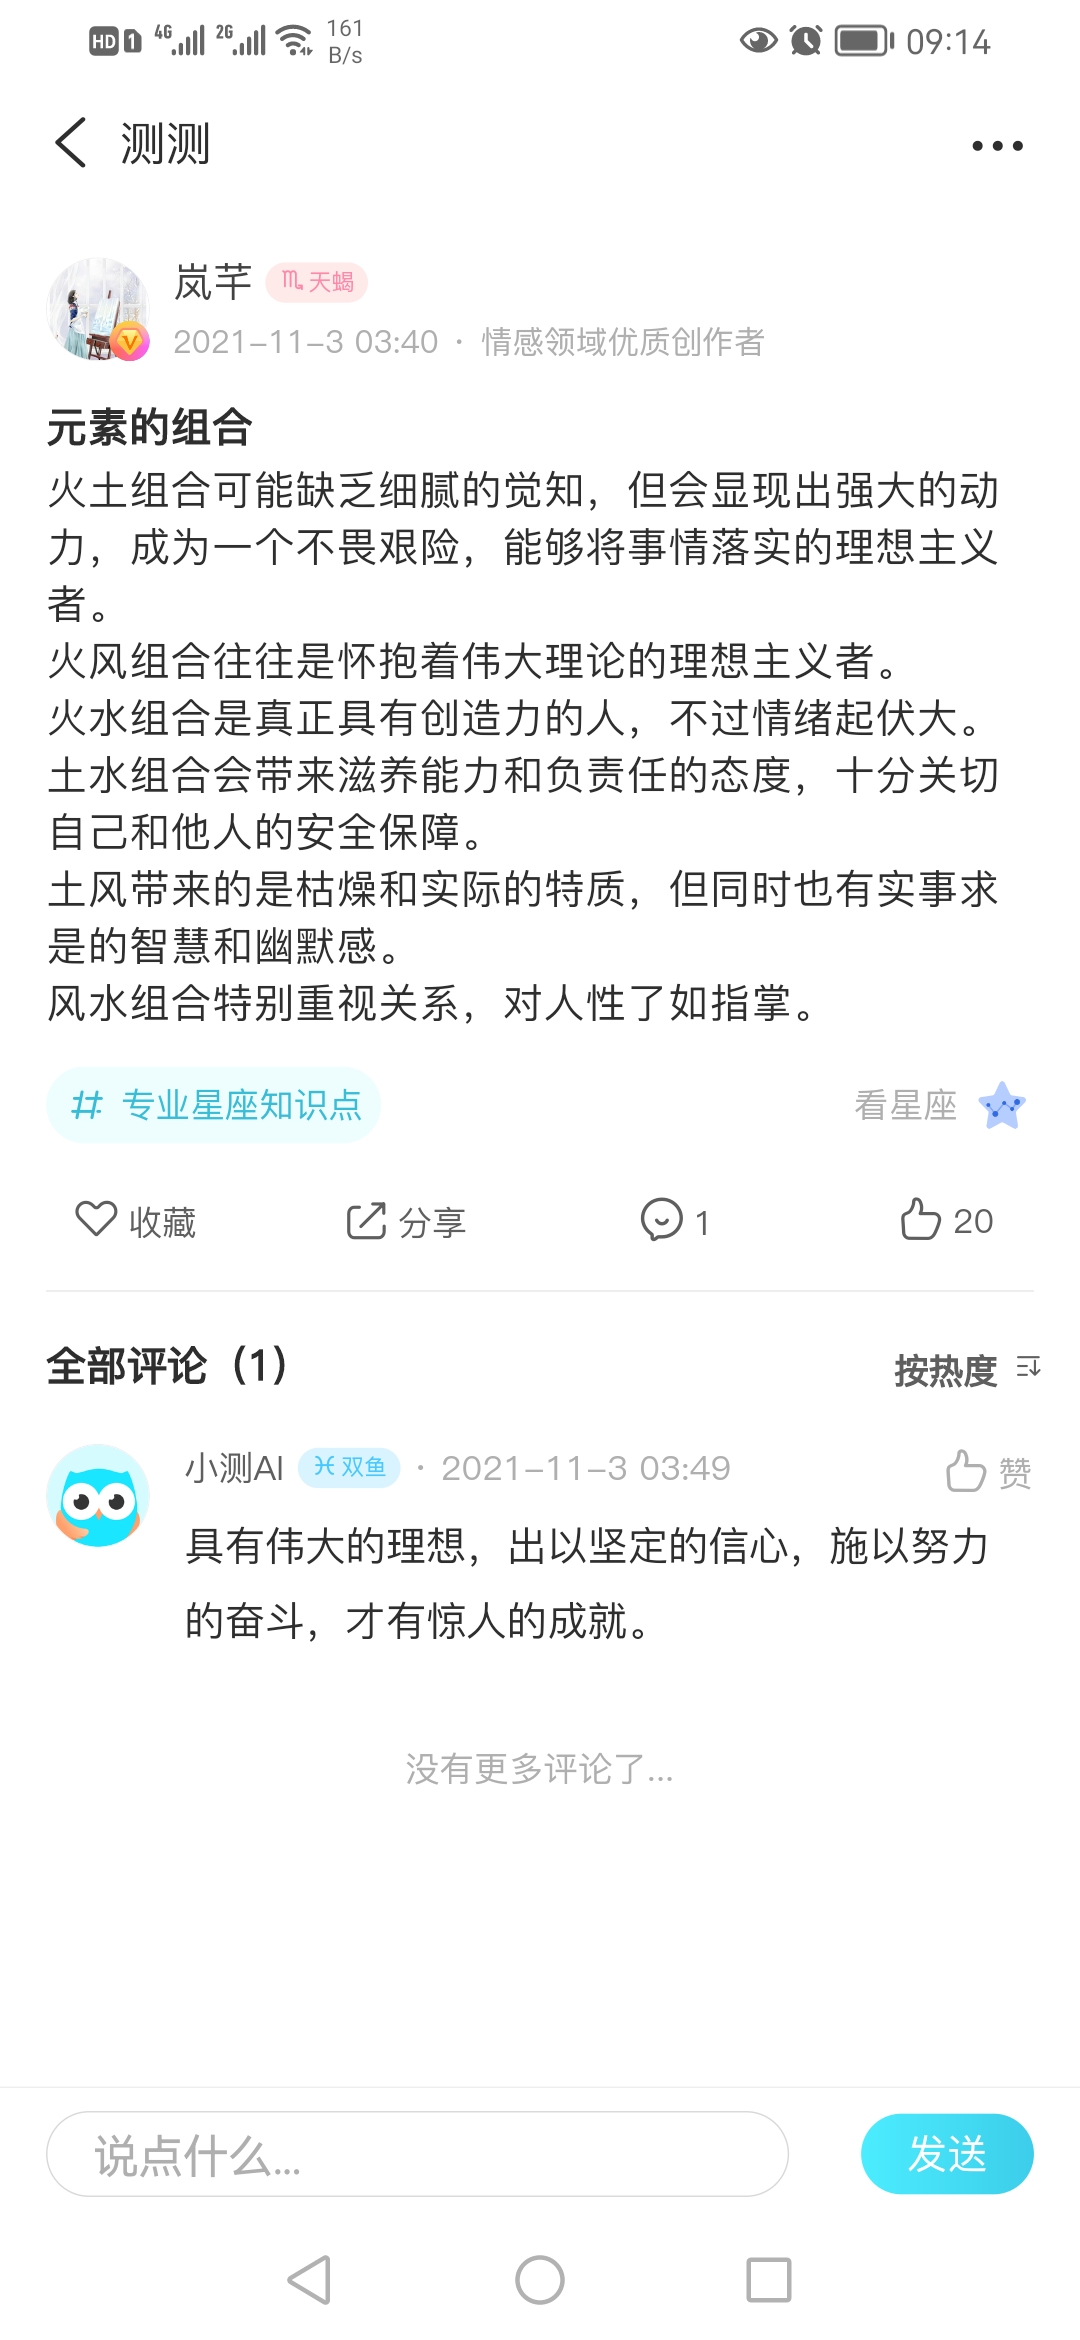 HD 1 4G 2G 161 B/s 09:14
测测
岚芊 天蝎
2021-11-3 03:40 · 情感领域优质创作者
元素的组合
火土组合可能缺乏细腻的觉知，但会显现出强大的动
力，成为一个不畏艰险，能够将事情落实的理想主义
者。
火风组合往往是怀抱着伟大理论的理想主义者。
火水组合是真正具有创造力的人，不过情绪起伏大。
土水组合会带来滋养能力和负责任的态度，十分关切
自己和他人的安全保障。
土风带来的是枯燥和实际的特质，但同时也有实事求
是的智慧和幽默感。
风水组合特别重视关系，对人性了如指掌。
# 专业星座知识点 看星座
收藏 分享 1 20
全部评论（1） 按热度
小测AI 双鱼 · 2021-11-3 03:49 赞
具有伟大的理想，出以坚定的信心，施以努力
的奋斗，才有惊人的成就。
没有更多评论了...
说点什么... 发送